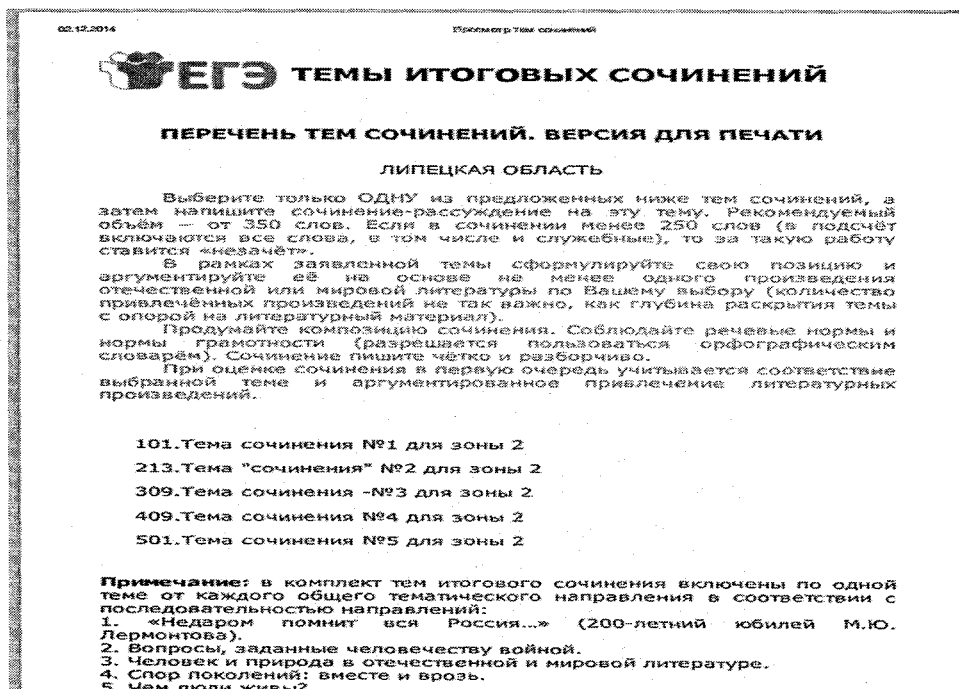 02.12.2014
Просмотр тем сочинений
ЕГЭ ТЕМЫ ИТОГОВЫХ СОЧИНЕНИЙ
ПЕРЕЧЕНЬ ТЕМ СОЧИНЕНИЙ. ВЕРСИЯ ДЛЯ ПЕЧАТИ
ЛИПЕЦКАЯ ОБЛАСТЬ
Выберите только ОДНУ из предложенных ниже тем сочинений, а
затем напишите сочинение-рассуждение на эту тему. Рекомендуемый
объём — от 350 слов. Если в сочинении менее 250 слов (в подсчёт
включаются все слова, в том числе и служебные), то за такую работу
ставится «незачёт».
В рамках заявленной темы сформулируйте свою позицию и
аргументируйте её на основе не менее одного произведения
отечественной или мировой литературы по Вашему выбору (количество
привлечённых произведений не так важно, как глубина раскрытия темы
с опорой на литературный материал).
Продумайте композицию сочинения. Соблюдайте речевые нормы и
нормы грамотности (разрешается пользоваться орфографическим
словарём). Сочинение пишите чётко и разборчиво.
При оценке сочинения в первую очередь учитывается соответствие
выбранной теме и аргументированное привлечение литературных
произведений.
101.Тема сочинения №1 для зоны 2
213.Тема "сочинения" №2 для зоны 2
309.Тема сочинения -№3 для зоны 2
409.Тема сочинения №4 для зоны 2
501.Тема сочинения №5 для зоны 2
Примечание: в комплект тем итогового сочинения включены по одной
теме от каждого общего тематического направления в соответствии с
последовательностью направлений:
1. «Недаром помнит вся Россия...» (200-летний юбилей М.Ю.
Лермонтова).
2. Вопросы, заданные человечеству войной.
3. Человек и природа в отечественной и мировой литературе.
4. Спор поколений: вместе и врозь.
5. Чем люди живы?